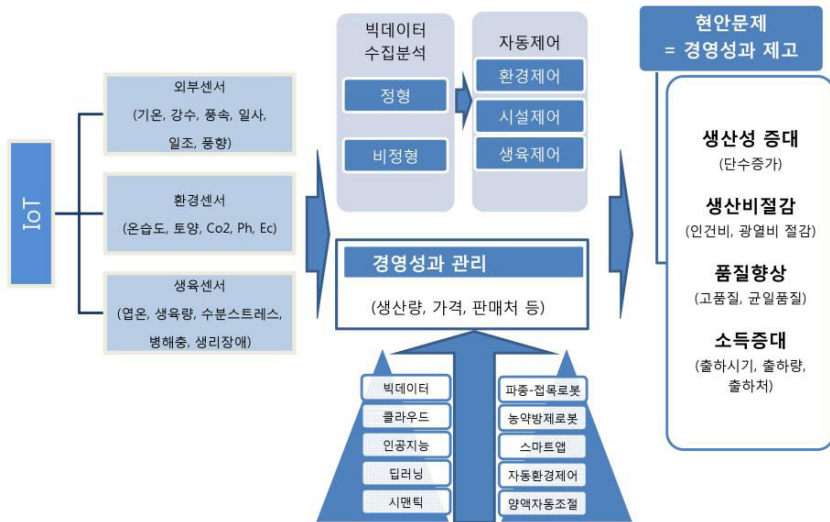 IoT
외부센서
(기온, 강수, 풍속, 일사,
일조, 풍향)
환경센서
(온습도, 토양, Co2, Ph, Ec)
생육센서
(엽온, 생육량, 수분스트레스,
병해충, 생리장애)
빅데이터
수집분석
정형
비정형
자동제어
환경제어
시설제어
생육제어
경영성과 관리
(생산량, 가격, 판매처 등)
빅데이터
클라우드
인공지능
딥러닝
시맨틱
파종-접목로봇
농약방제로봇
스마트앱
자동환경제어
양액자동조절
현안문제
= 경영성과 제고
생산성 증대
(단수증가)
생산비절감
(인건비, 광열비 절감)
품질향상
(고품질, 균일품질)
소득증대
(출하시기, 출하량,
출하처)